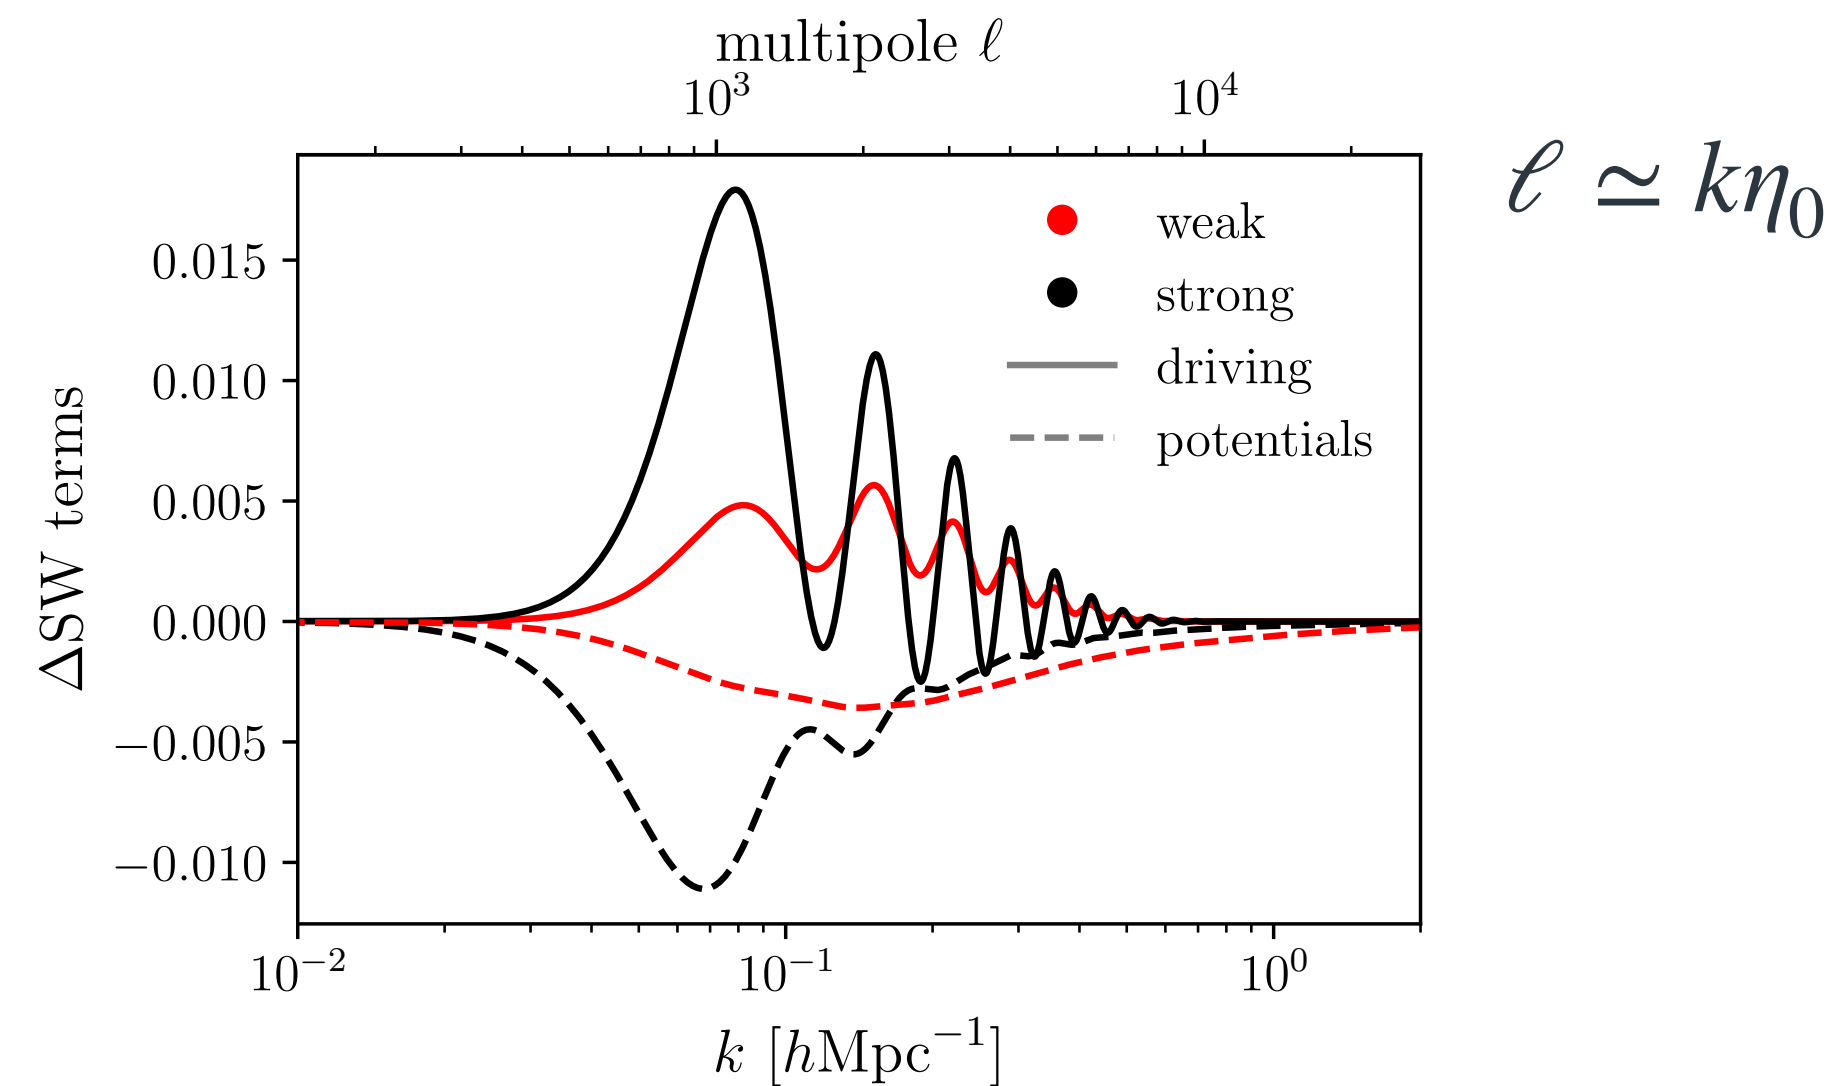 multipole ℓ
10³ 10⁴
ℓ ≃ kη₀
0.015
0.010
0.005
0.000
−0.005
−0.010
ΔSW terms
weak
strong
driving
potentials
10⁻² 10⁻¹ 10⁰
k [hMpc⁻¹]